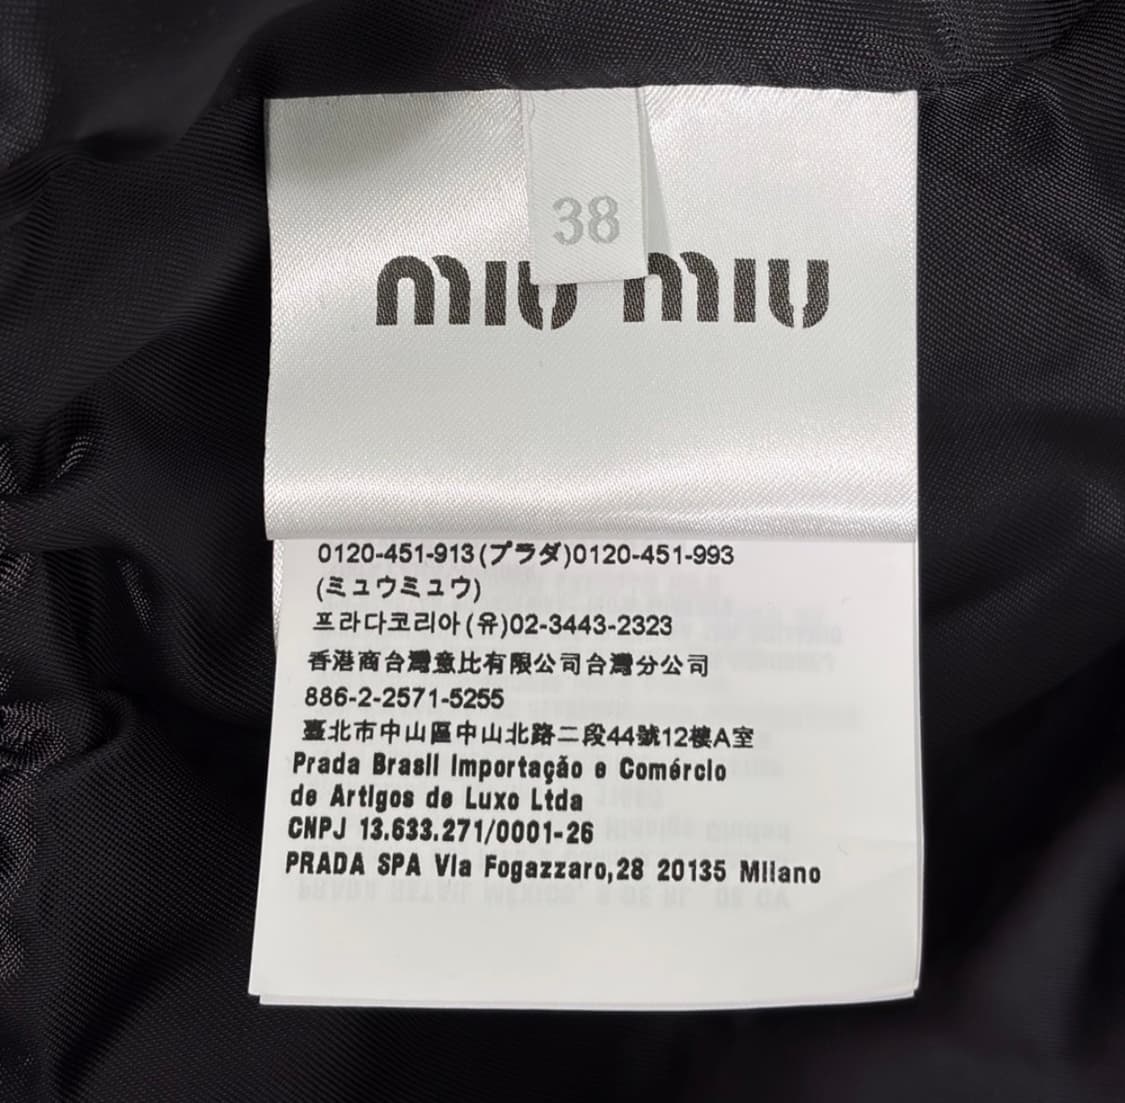 38
miu miu
0120-451-913(プラダ)0120-451-993
(ミュウミュウ)
프라다코리아(유)02-3443-2323
香港商台灣意比有限公司台灣分公司
886-2-2571-5255
臺北市中山區中山北路二段44號12樓A室
Prada Brasil Importação e Comércio
de Artigos de Luxo Ltda
CNPJ 13.633.271/0001-26
PRADA SPA Via Fogazzaro,28 20135 Milano